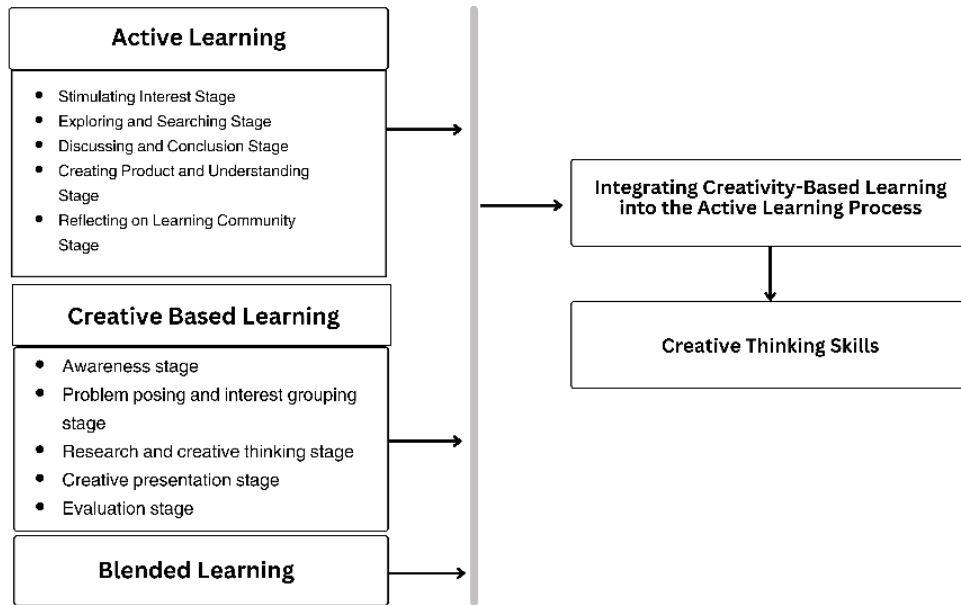 Active Learning
• Stimulating Interest Stage
• Exploring and Searching Stage
• Discussing and Conclusion Stage
• Creating Product and Understanding
Stage
• Reflecting on Learning Community
Stage
Creative Based Learning
• Awareness stage
• Problem posing and interest grouping
stage
• Research and creative thinking stage
• Creative presentation stage
• Evaluation stage
Blended Learning
Integrating Creativity-Based Learning
into the Active Learning Process
Creative Thinking Skills